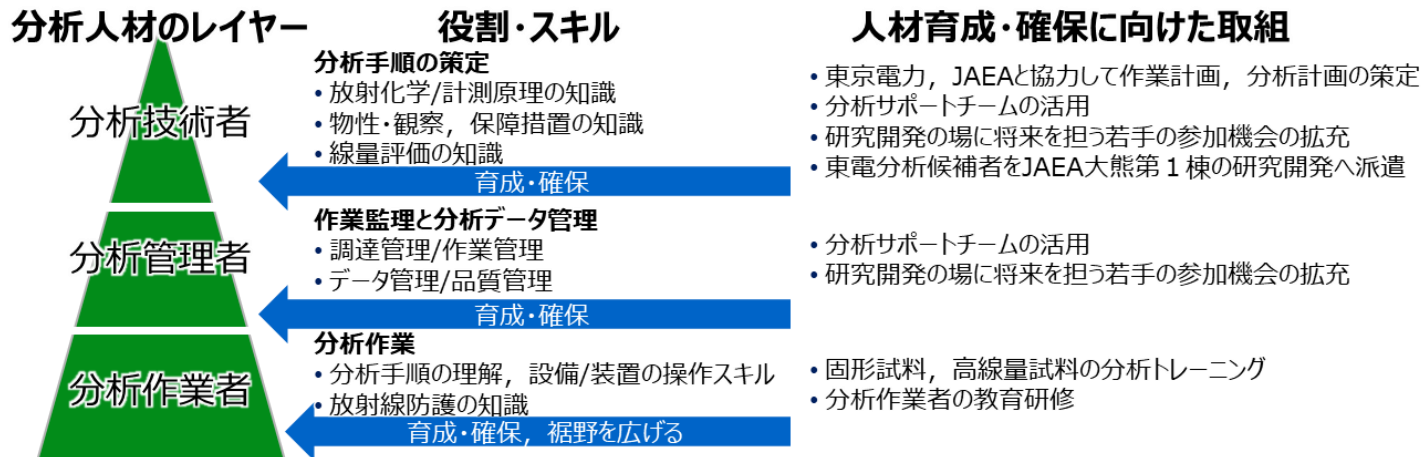 分析人材のレイヤー
役割・スキル
人材育成・確保に向けた取組
分析技術者
分析手順の策定
• 放射化学/計測原理の知識
• 物性・観察，保障措置の知識
• 線量評価の知識
育成・確保
• 東京電力，JAEAと協力して作業計画，分析計画の策定
• 分析サポートチームの活用
• 研究開発の場に将来を担う若手の参加機会の拡充
• 東電分析候補者をJAEA大熊第１棟の研究開発へ派遣
分析管理者
作業監理と分析データ管理
• 調達管理/作業管理
• データ管理/品質管理
育成・確保
• 分析サポートチームの活用
• 研究開発の場に将来を担う若手の参加機会の拡充
分析作業者
分析作業
• 分析手順の理解，設備/装置の操作スキル
• 放射線防護の知識
育成・確保，裾野を広げる
• 固形試料，高線量試料の分析トレーニング
• 分析作業者の教育研修